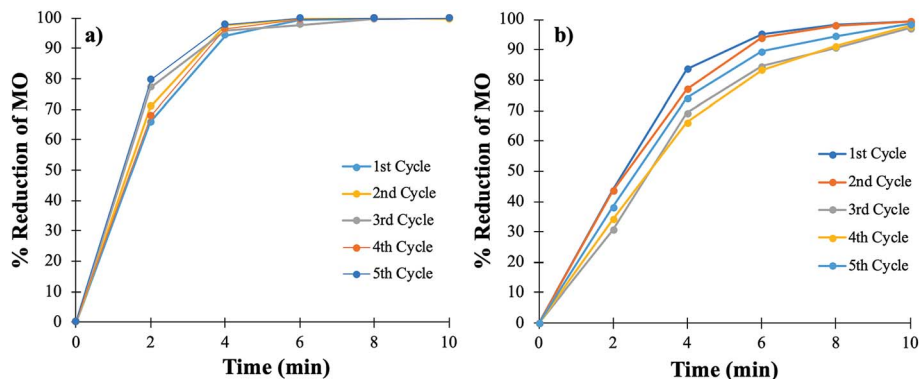 a)
% Reduction of MO
100
90
80
70
60
50
40
30
20
10
0
1st Cycle
2nd Cycle
3rd Cycle
4th Cycle
5th Cycle
0 2 4 6 8 10
Time (min)
b)
% Reduction of MO
100
90
80
70
60
50
40
30
20
10
0
1st Cycle
2nd Cycle
3rd Cycle
4th Cycle
5th Cycle
0 2 4 6 8 10
Time (min)